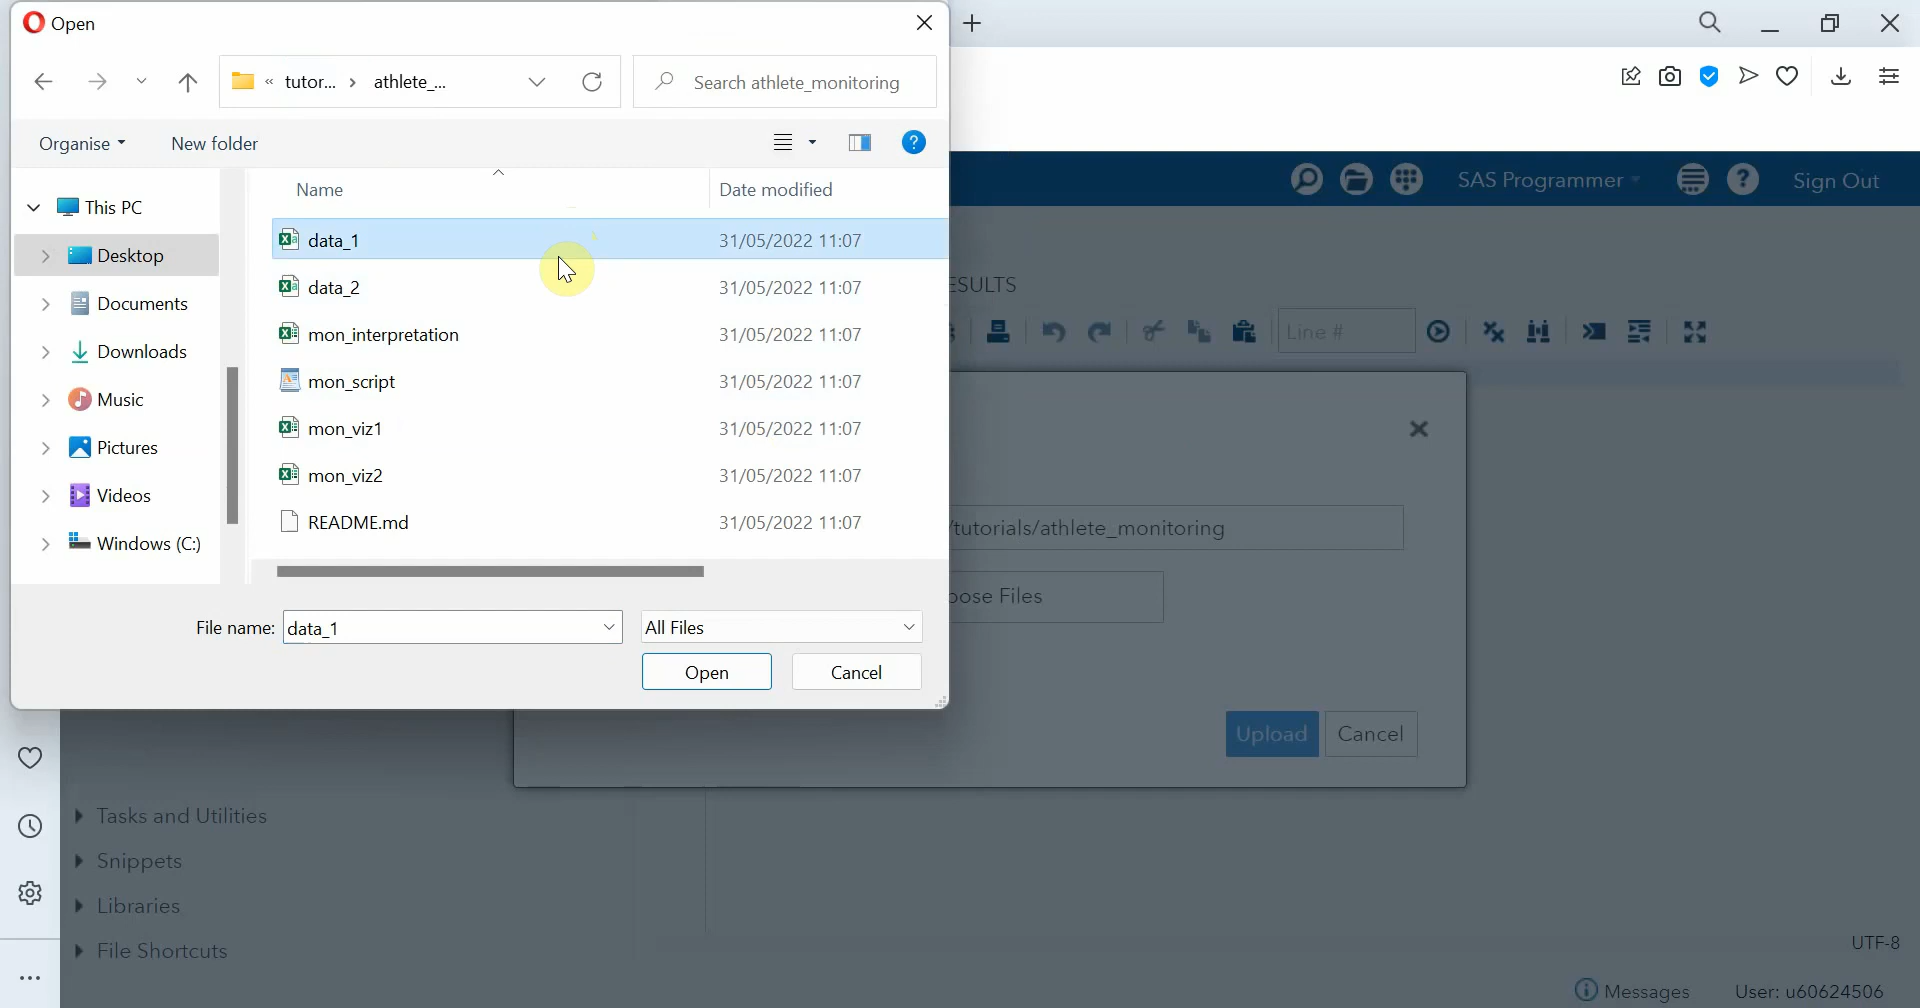 Open
tutor... athlete_...
Search athlete_monitoring
Organise New folder
Name Date modified
This PC
Desktop
Documents
Downloads
Music
Pictures
Videos
Windows (C:)
data_1 31/05/2022 11:07
data_2 31/05/2022 11:07
mon_interpretation 31/05/2022 11:07
mon_script 31/05/2022 11:07
mon_viz1 31/05/2022 11:07
mon_viz2 31/05/2022 11:07
README.md 31/05/2022 11:07
File name: data_1 All Files
Open Cancel
SAS Programmer Sign Out
ESULTS
Line #
/tutorials/athlete_monitoring
oose Files
Upload Cancel
Tasks and Utilities
Snippets
Libraries
File Shortcuts
UTF-8
Messages User: u60624506